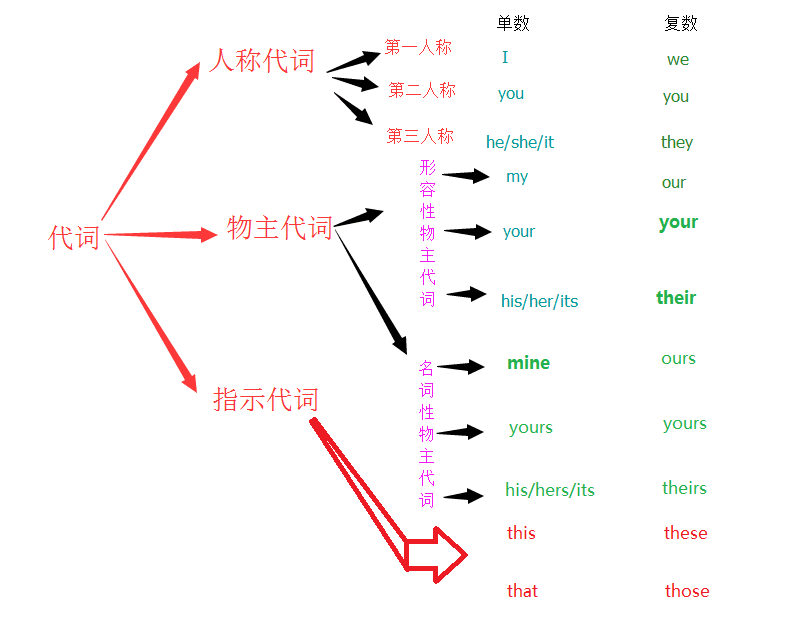 单数 复数
人称代词 第一人称 I we
第二人称 you you
第三人称 he/she/it they
代词
物主代词
形容性物主代词
my our
your your
his/her/its their
名词性物主代词
mine ours
yours yours
his/hers/its theirs
指示代词
this these
that those